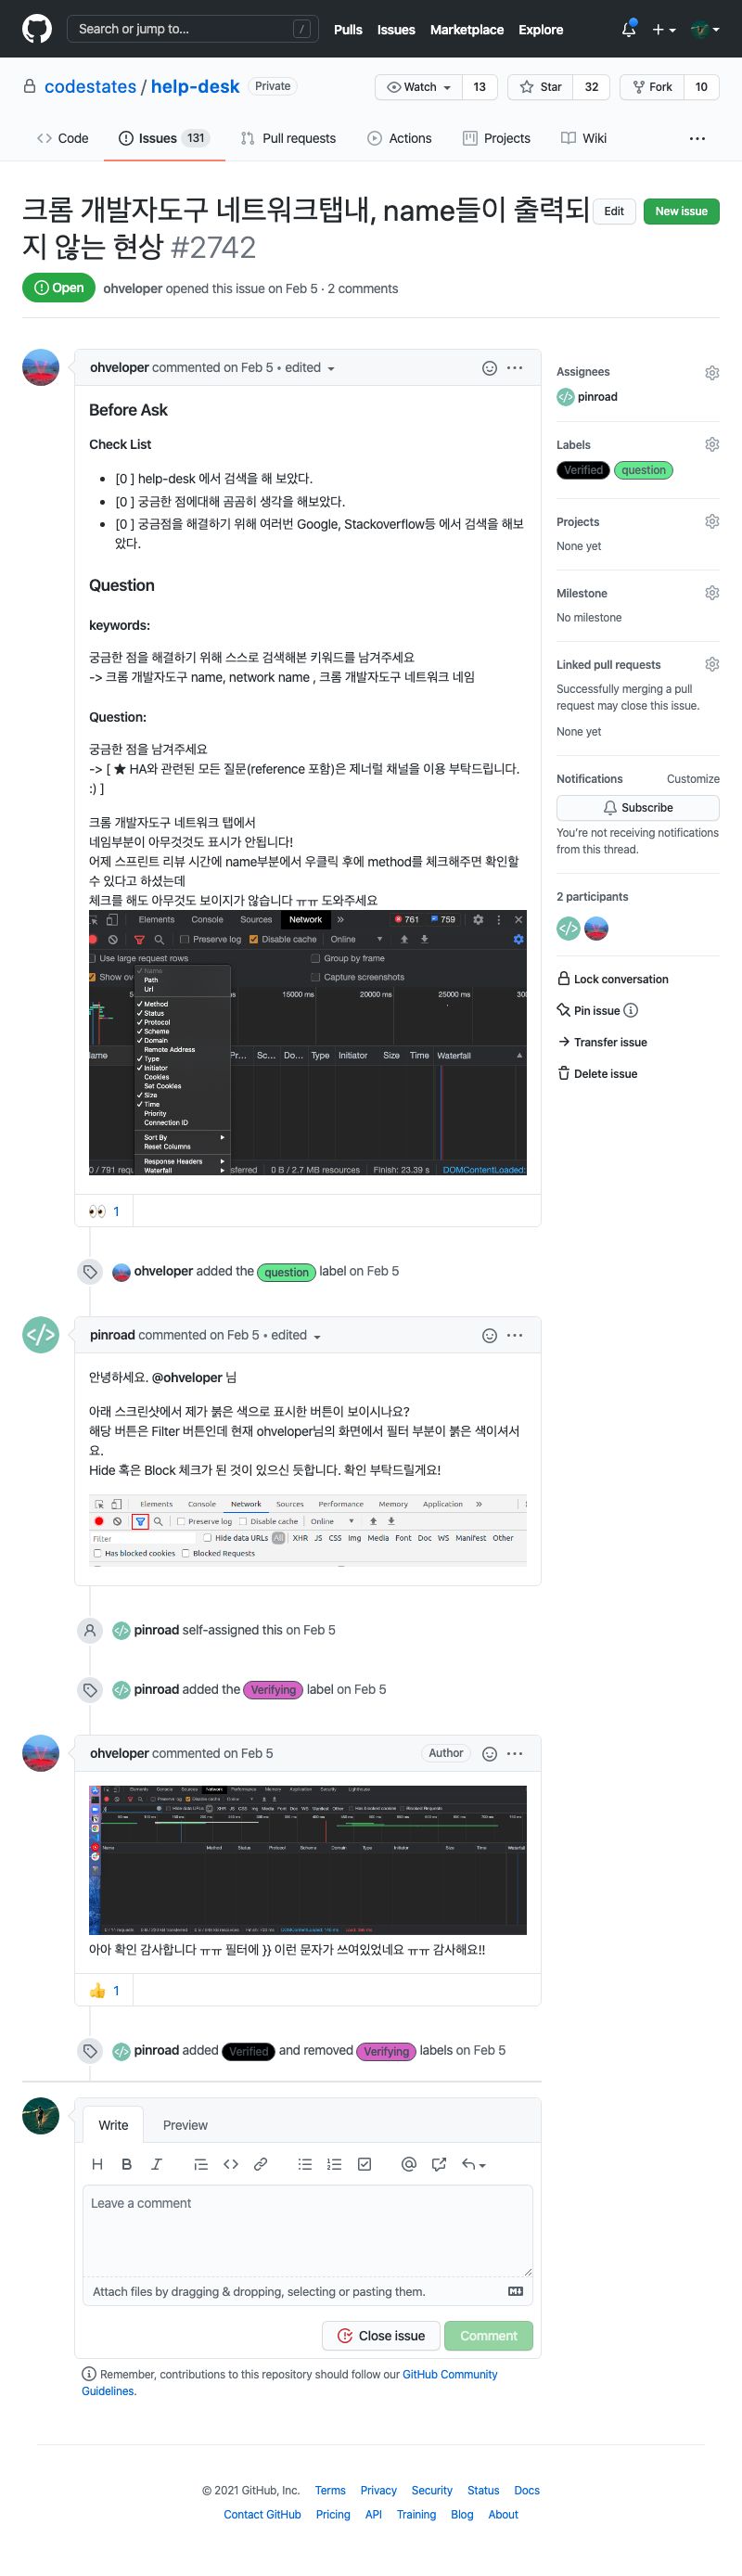 Search or jump to... /
Pulls Issues Marketplace Explore
codestates / help-desk Private
Watch 13 Star 32 Fork 10
Code Issues 131 Pull requests Actions Projects Wiki
크롬 개발자도구 네트워크탭내, name들이 출력되
지 않는 현상 #2742
Edit New issue
Open ohveloper opened this issue on Feb 5 · 2 comments
ohveloper commented on Feb 5 • edited
Before Ask
Check List
[0 ] help-desk 에서 검색을 해 보았다.
[0 ] 궁금한 점에대해 곰곰히 생각을 해보았다.
[0 ] 궁금점을 해결하기 위해 여러번 Google, Stackoverflow등 에서 검색을 해보
았다.
Question
keywords:
궁금한 점을 해결하기 위해 스스로 검색해본 키워드를 남겨주세요
-> 크롬 개발자도구 name, network name , 크롬 개발자도구 네트워크 네임
Question:
궁금한 점을 남겨주세요
-> [ ★ HA와 관련된 모든 질문(reference 포함)은 제너럴 채널을 이용 부탁드립니다.
:) ]
크롬 개발자도구 네트워크 탭에서
네임부분이 아무것것도 표시가 안됩니다!
어제 스프린트 리뷰 시간에 name부분에서 우클릭 후에 method를 체크해주면 확인할
수 있다고 하셨는데
체크를 해도 아무것도 보이지가 않습니다 ㅠㅠ 도와주세요
Elements Console Sources Network » 761 759
Preserve log Disable cache Online
Use large request rows Group by frame
Show ov Capture screenshots
Name
Path
Url
5000 ms 15000 ms 20000 ms 25000 ms 300
✓ Method
✓ Status
✓ Protocol
✓ Scheme
✓ Domain
Remote Address
lame Pr... Sc... Do... Type Initiator Size Time Waterfall
✓ Type
✓ Initiator
Cookies
Set Cookies
✓ Size
✓ Time
Priority
Connection ID
Sort By
Reset Columns
Response Headers
Waterfall
0 / 791 requ sferred 0 B / 2.7 MB resources Finish: 23.39 s DOMContentLoaded:
👀 1
ohveloper added the question label on Feb 5
pinroad commented on Feb 5 • edited
안녕하세요. @ohveloper 님
아래 스크린샷에서 제가 붉은 색으로 표시한 버튼이 보이시나요?
해당 버튼은 Filter 버튼인데 현재 ohveloper님의 화면에서 필터 부분이 붉은 색이셔서
요.
Hide 혹은 Block 체크가 된 것이 있으신 듯합니다. 확인 부탁드릴게요!
Elements Console Network Sources Performance Memory Application »
Preserve log Disable cache Online
Filter Hide data URLs All XHR JS CSS Img Media Font Doc WS Manifest Other
Has blocked cookies Blocked Requests
pinroad self-assigned this on Feb 5
pinroad added the Verifying label on Feb 5
ohveloper commented on Feb 5 Author
아아 확인 감사합니다 ㅠㅠ 필터에 }} 이런 문자가 쓰여있었네요 ㅠㅠ 감사해요!!
👍 1
pinroad added Verified and removed Verifying labels on Feb 5
Write Preview
Leave a comment
Attach files by dragging & dropping, selecting or pasting them.
Close issue Comment
Remember, contributions to this repository should follow our GitHub Community
Guidelines.
Assignees
pinroad
Labels
Verified question
Projects
None yet
Milestone
No milestone
Linked pull requests
Successfully merging a pull
request may close this issue.
None yet
Notifications Customize
Subscribe
You're not receiving notifications
from this thread.
2 participants
Lock conversation
Pin issue
Transfer issue
Delete issue
© 2021 GitHub, Inc. Terms Privacy Security Status Docs
Contact GitHub Pricing API Training Blog About